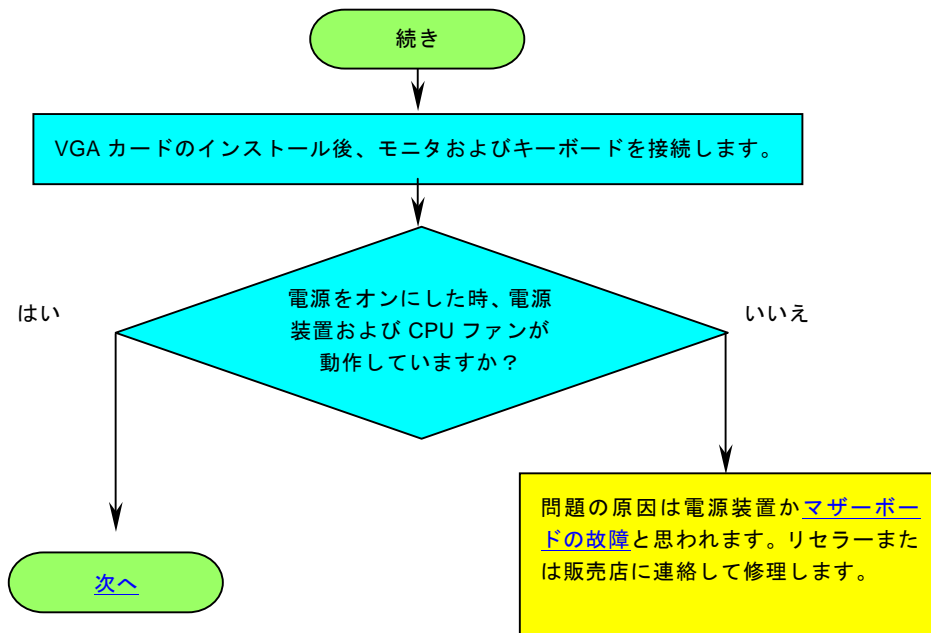 続き
VGA カードのインストール後、モニタおよびキーボードを接続します。
電源をオンにした時、電源
装置および CPU ファンが
動作していますか？
はい
いいえ
問題の原因は電源装置かマザーボー
ドの故障と思われます。リセラーまた
は販売店に連絡して修理します。
次へ